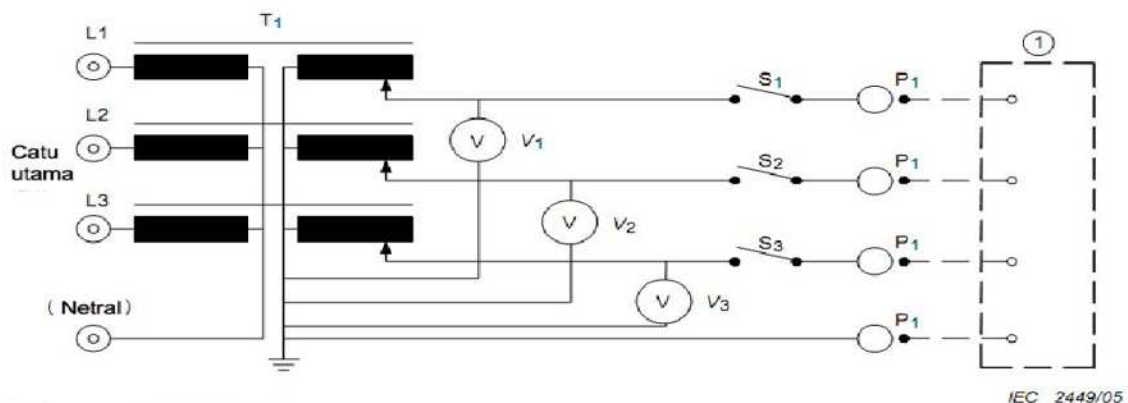 T1
L1
L2
Catu
utama
L3
( Netral)
V V1
V V2
V V3
S1
S2
S3
P1
P1
P1
P1
1
IEC 2449/05